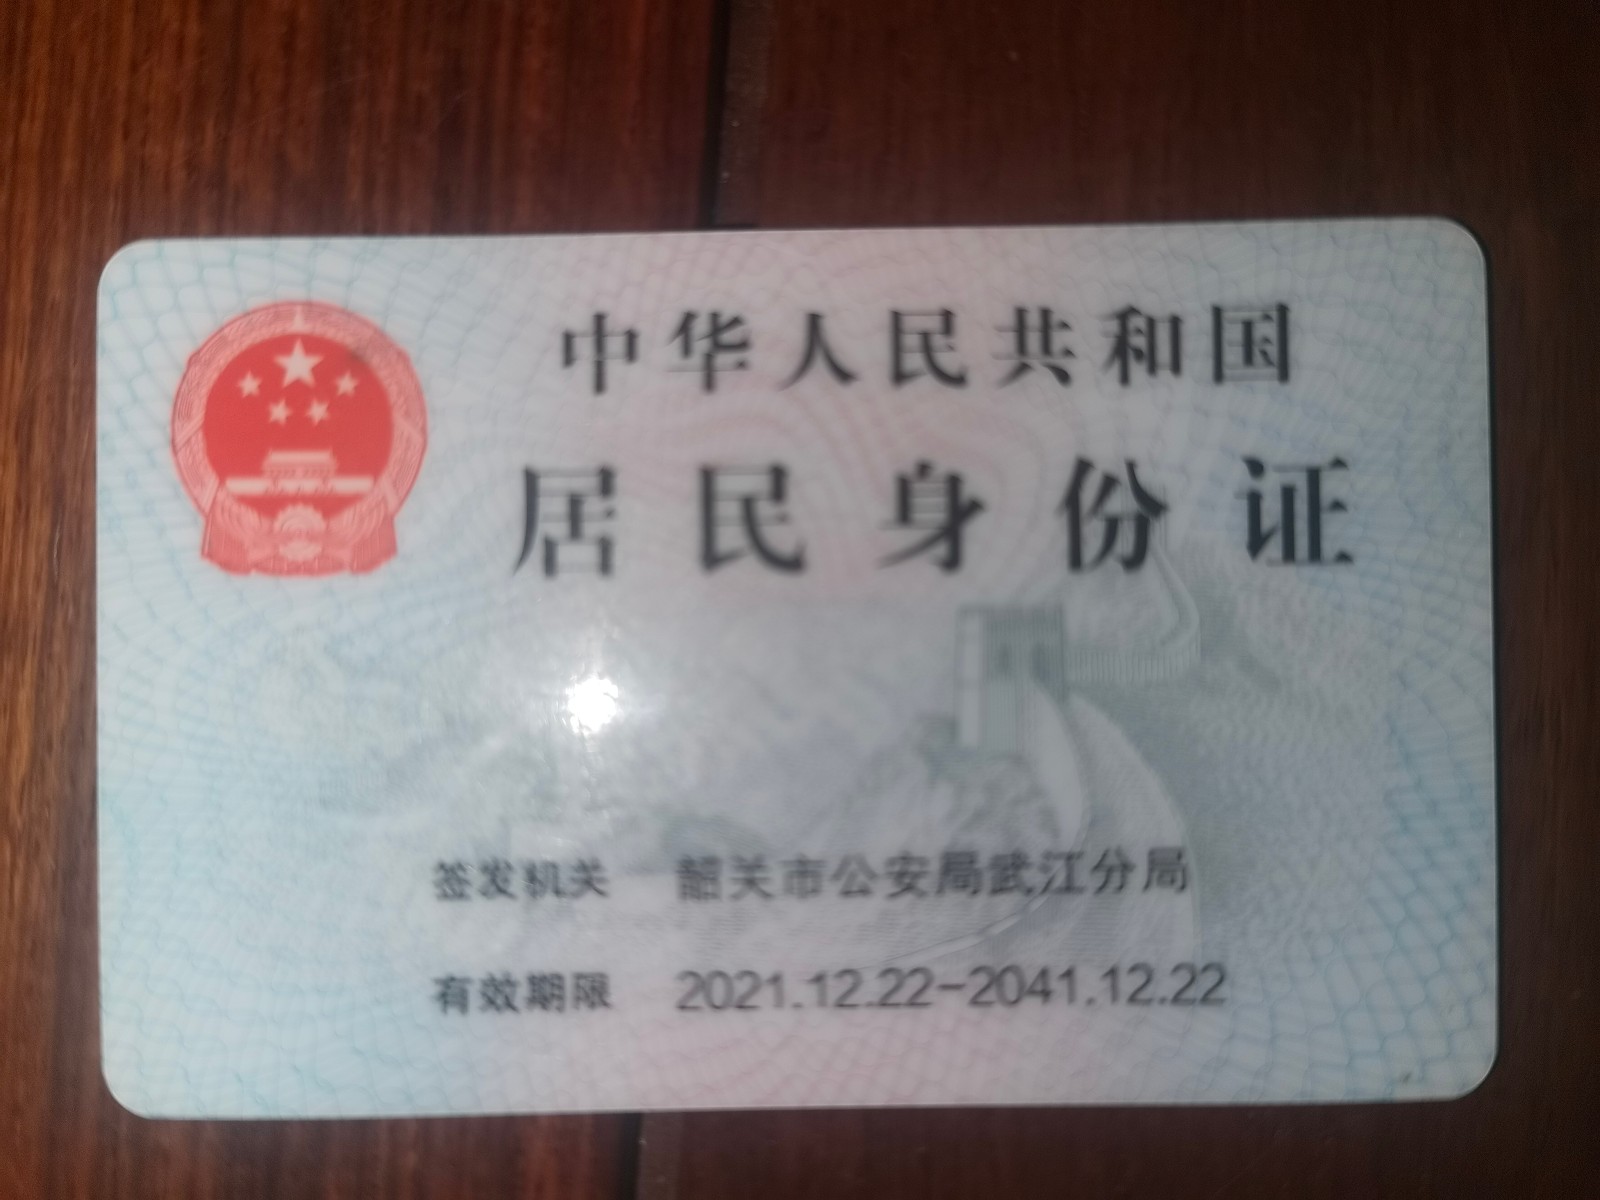 中华人民共和国
居民身份证
签发机关 韶关市公安局武江分局
有效期限 2021.12.22-2041.12.22